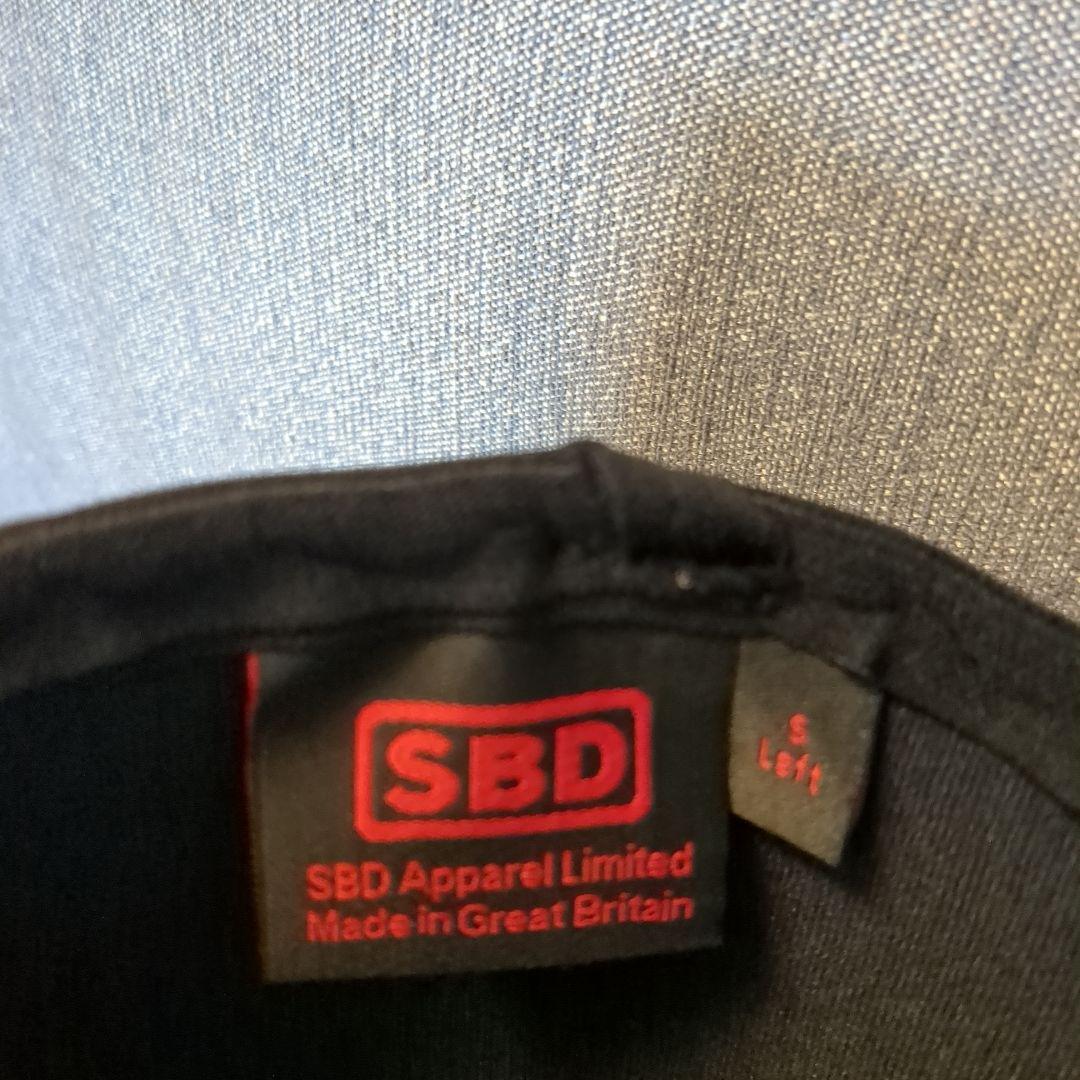 SBD
SBD Apparel Limited
Made in Great Britain
S
Left